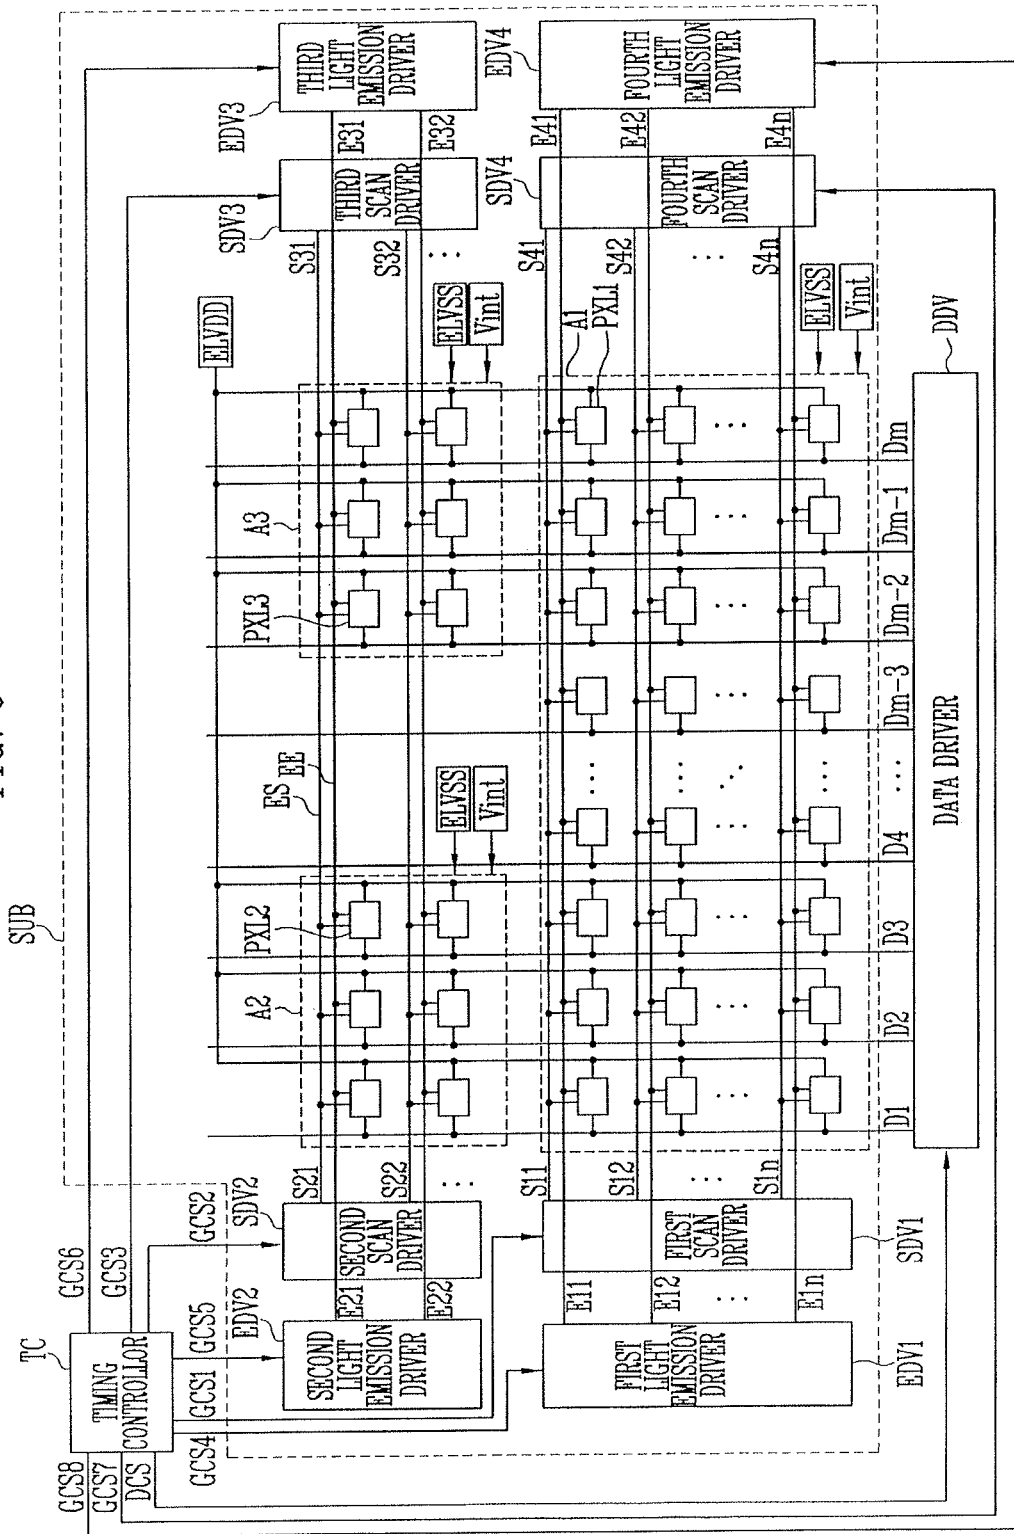 SUB
TC
TIMING
CONTROLLOR
GCS6
GCS3
GCS2
GCS5
GCS1
GCS4
GCS8
GCS7
DCS
EDV2
SECOND
LIGHT
EMISSION
DRIVER
E21
E22
SDV2
SECOND
SCAN
DRIVER
S21
S22
...
A2
PXL2
ELVSS
Vint
ES
EE
A3
PXL3
ELVDD
ELVSS
Vint
S31
S32
...
SDV3
THIRD
SCAN
DRIVER
E31
E32
EDV3
THIRD
LIGHT
EMISSION
DRIVER
EDV1
FIRST
LIGHT
EMISSION
DRIVER
E11
E12
...
E1n
SDV1
FIRST
SCAN
DRIVER
S11
S12
...
S1n
A1
PXL1
ELVSS
Vint
S41
S42
...
S4n
SDV4
FOURTH
SCAN
DRIVER
E41
E42
E4n
EDV4
FOURTH
LIGHT
EMISSION
DRIVER
D1
D2
D3
D4
...
Dm-3
Dm-2
Dm-1
Dm
DATA DRIVER
DDV